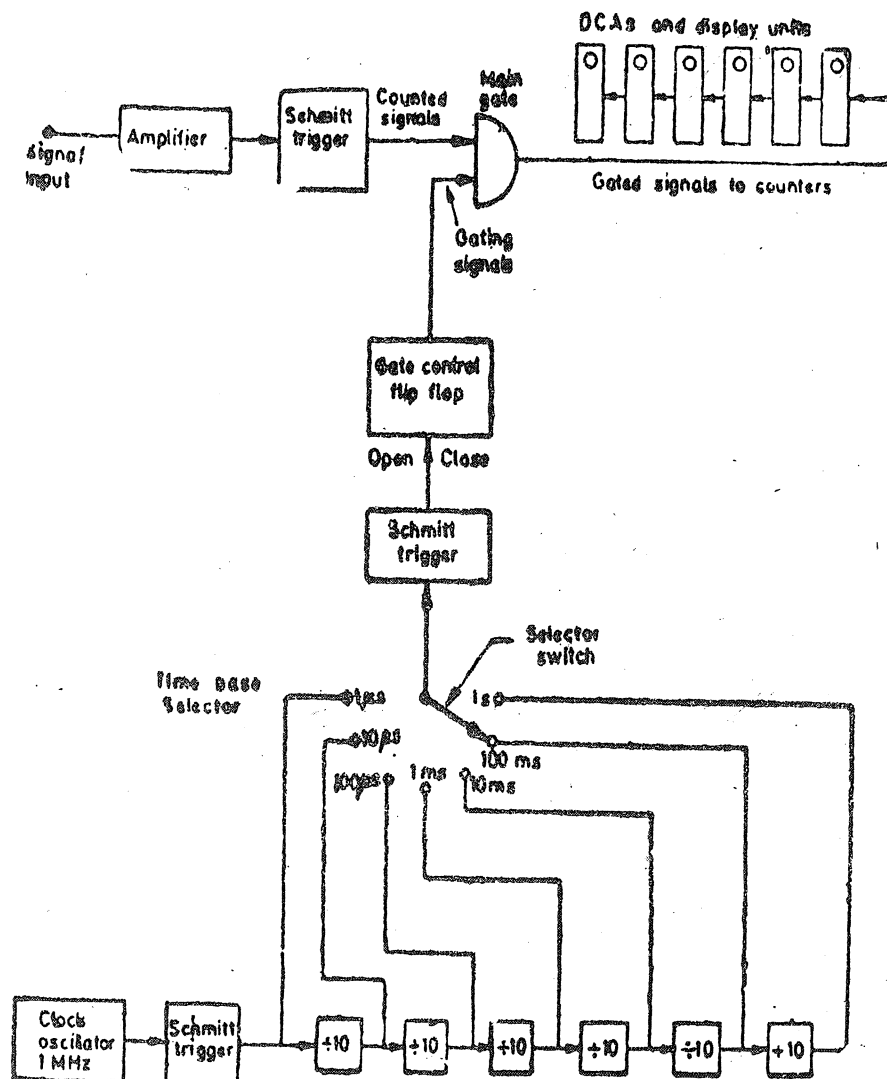 DCAs and display units
Main
gate
Counted
signals
Schmitt
trigger
Amplifier
Signal
Input
Gated signals to counters
Gating
signals
Gate control
flip flop
Open Close
Schmitt
trigger
Selector
switch
Time base
Selector
1μs
1s
10μs
100 ms
100μs
1ms
10ms
Clock
oscillator
1 MHz
Schmitt
trigger
÷10
÷10
÷10
÷10
÷10
÷10